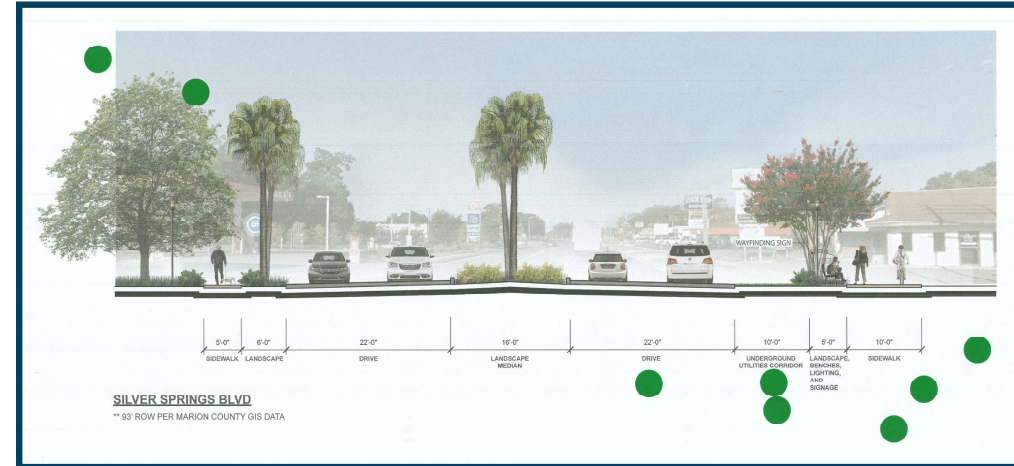 WAYFINDING SIGN
5'-0" 6'-0" 22'-0" 16'-0" 22'-0" 10'-0" 5'-0" 10'-0"
SIDEWALK LANDSCAPE DRIVE LANDSCAPE MEDIAN DRIVE UNDERGROUND UTILITIES CORRIDOR LANDSCAPE, BENCHES, LIGHTING, AND SIGNAGE SIDEWALK
SILVER SPRINGS BLVD
** 93' ROW PER MARION COUNTY GIS DATA